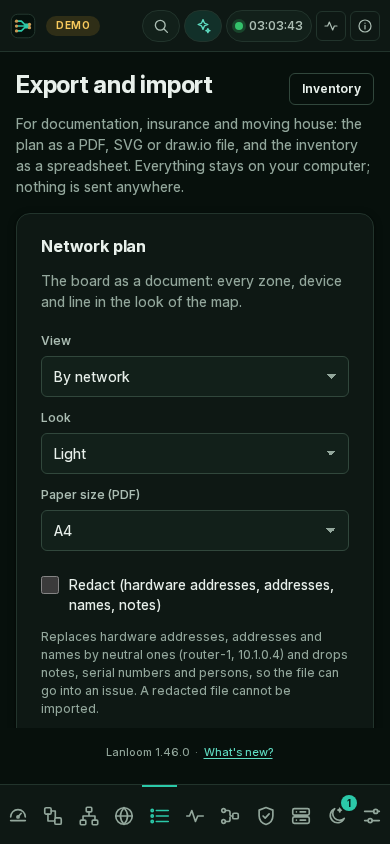 DEMO
03:03:43
Export and import
Inventory
For documentation, insurance and moving house: the
plan as a PDF, SVG or draw.io file, and the inventory
as a spreadsheet. Everything stays on your computer;
nothing is sent anywhere.
Network plan
The board as a document: every zone, device
and line in the look of the map.
View
By network
Look
Light
Paper size (PDF)
A4
Redact (hardware addresses, addresses,
names, notes)
Replaces hardware addresses, addresses and
names by neutral ones (router-1, 10.1.0.4) and drops
notes, serial numbers and persons, so the file can
go into an issue. A redacted file cannot be
imported.
Lanloom 1.46.0 · What's new?
1